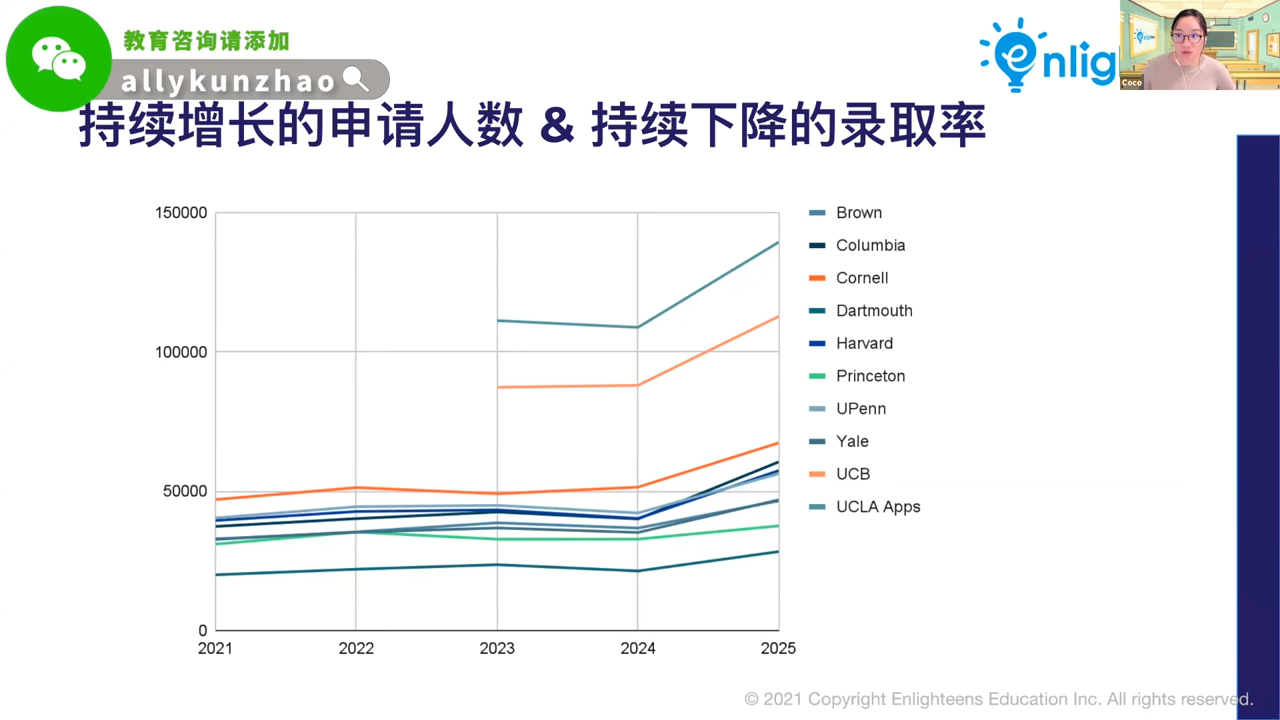 教育咨询请添加
allykunzhao
enlig
Coco
持续增长的申请人数 & 持续下降的录取率
150000
100000
50000
0
2021
2022
2023
2024
2025
Brown
Columbia
Cornell
Dartmouth
Harvard
Princeton
UPenn
Yale
UCB
UCLA Apps
© 2021 Copyright Enlighteens Education Inc. All rights reserved.